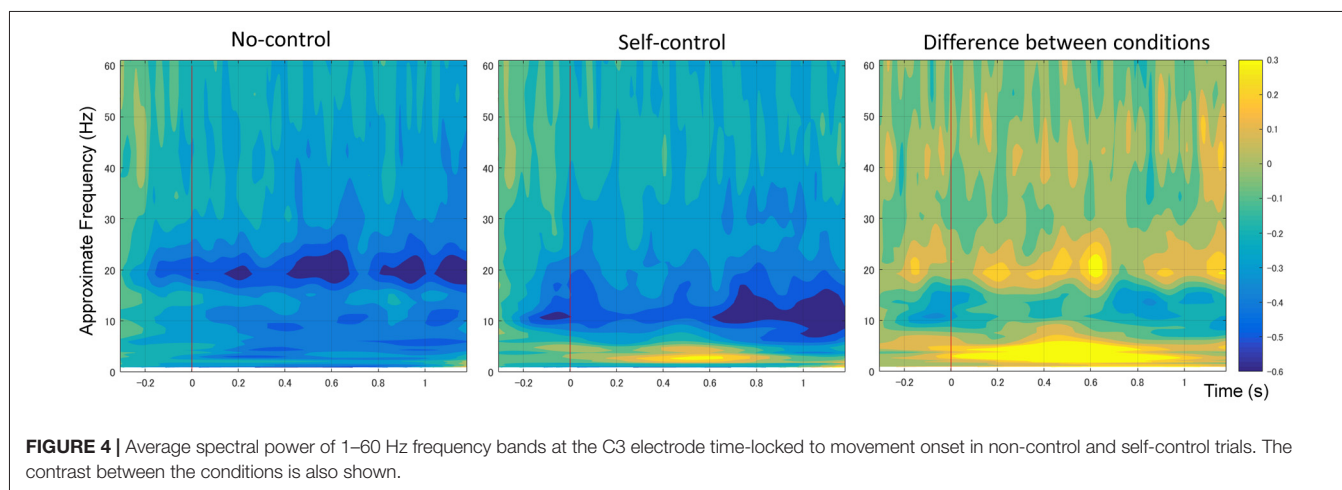 No-control Self-control Difference between conditions
Approximate Frequency (Hz)
60 60 60 0.3
50 50 50 0.2
40 40 40 0.1
30 30 30 0
20 20 20 -0.1
10 10 10 -0.2
0 0 0 -0.3
-0.4
-0.5
-0.6
-0.2 0 0.2 0.4 0.6 0.8 1 -0.2 0 0.2 0.4 0.6 0.8 1 -0.2 0 0.2 0.4 0.6 0.8 1
Time (s)
FIGURE 4 | Average spectral power of 1–60 Hz frequency bands at the C3 electrode time-locked to movement onset in non-control and self-control trials. The
contrast between the conditions is also shown.